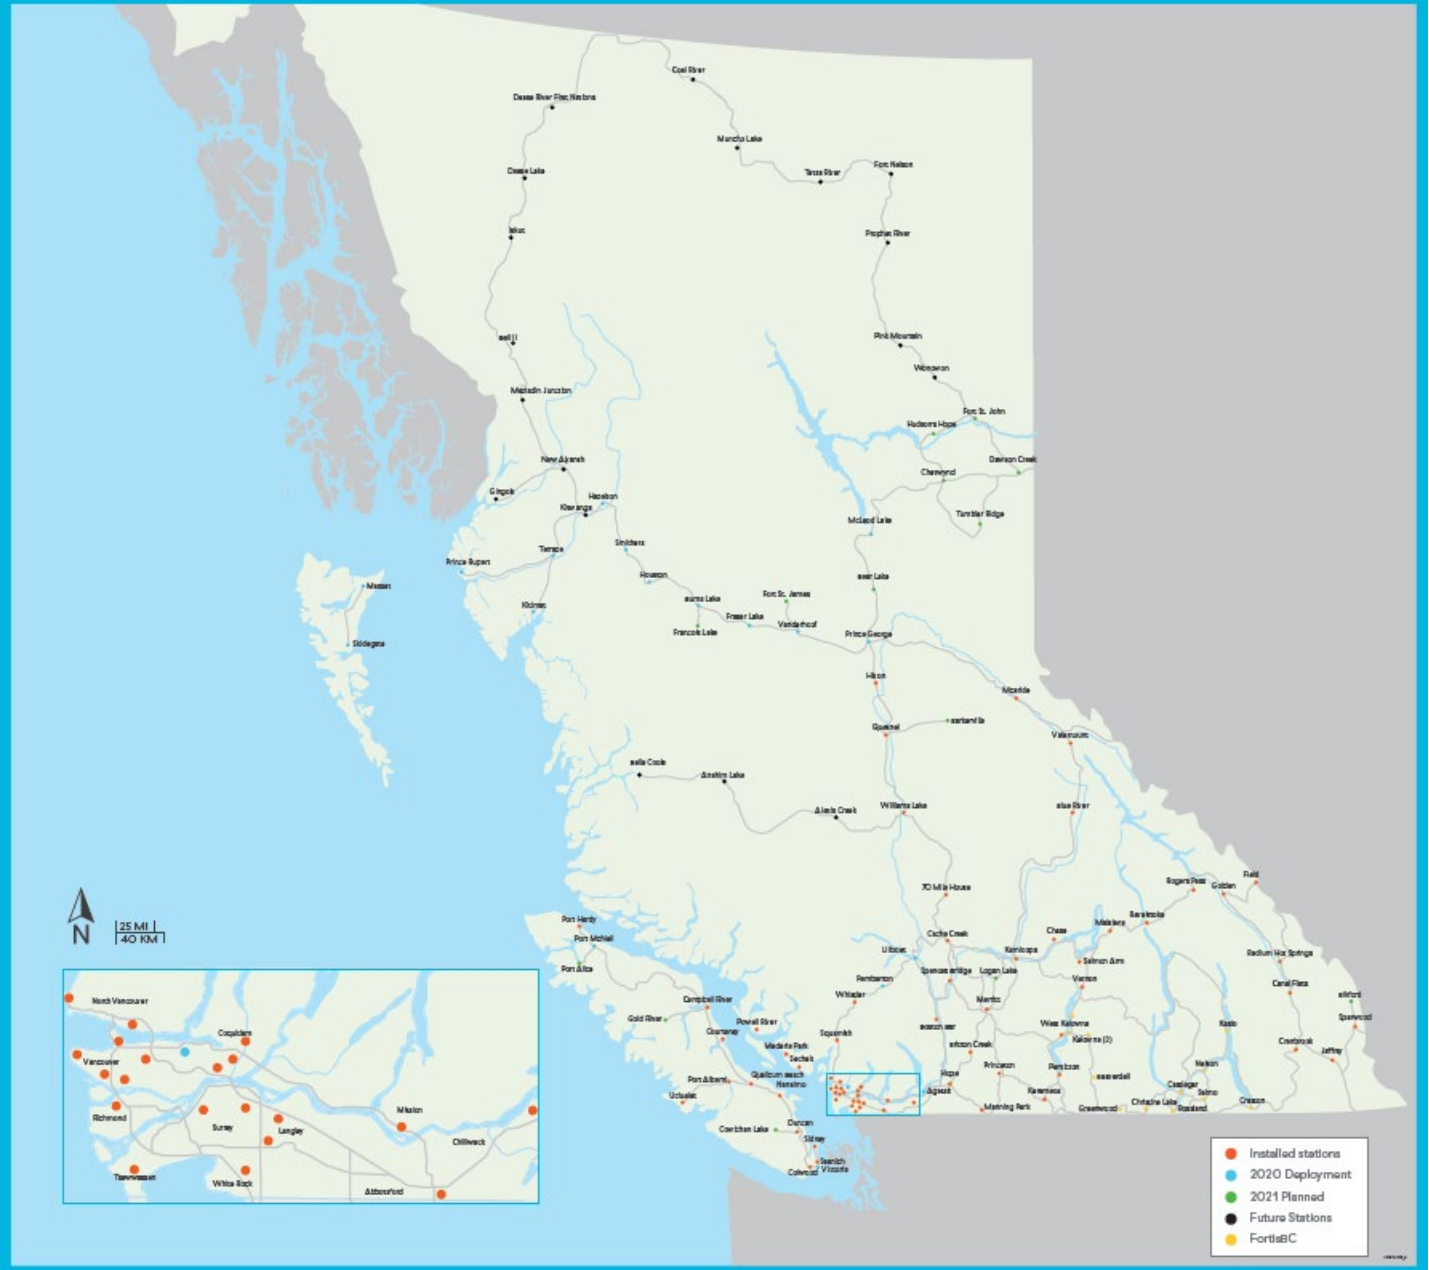 Coal River
Dease River First Nations
Muncho Lake
Fort Nelson
Dease Lake
Iskut
Prophet River
Pink Mountain
Wonowon
Meziadin Junction
Fort St. John
Hudson's Hope
Dawson Creek
Chetwynd
New Aiyansh
Gingolx
Hazelton
Tumbler Ridge
McLeod Lake
Terrace
Smithers
Prince Rupert
Houston
Masset
Kitimat
Fort St. James
Fraser Lake
Vanderhoof
Francois Lake
Prince George
Skidegate
Hixon
Quesnel
Valemount
Anahim Lake
Alexis Creek
Williams Lake
70 Mile House
Rogers Pass
Golden
Field
Revelstoke
Malakwa
Port Hardy
Port McNeill
Port Alice
Cache Creek
Chase
Kamloops
Salmon Arm
Radium Hot Springs
Lillooet
Pemberton
Logan Lake
Vernon
Canal Flats
Whistler
Merritt
Sparwood
Campbell River
Gold River
Powell River
Courtenay
Squamish
West Kelowna
Kelowna (3)
Kaslo
Cranbrook
Jaffray
Madeira Park
Sechelt
Princeton
Penticton
Nelson
Port Alberni
Nanaimo
Ucluelet
Hope
Agassiz
Keremeos
Castlegar
Salmo
Manning Park
Greenwood
Christina Lake
Rossland
Creston
Cowichan Lake
Duncan
Sidney
Saanich
Victoria
Colwood
N
25 MI
40 KM
North Vancouver
Coquitlam
Vancouver
Richmond
Surrey
Langley
Mission
Chilliwack
Tsawwassen
White Rock
Abbotsford
Installed stations
2020 Deployment
2021 Planned
Future Stations
FortisBC